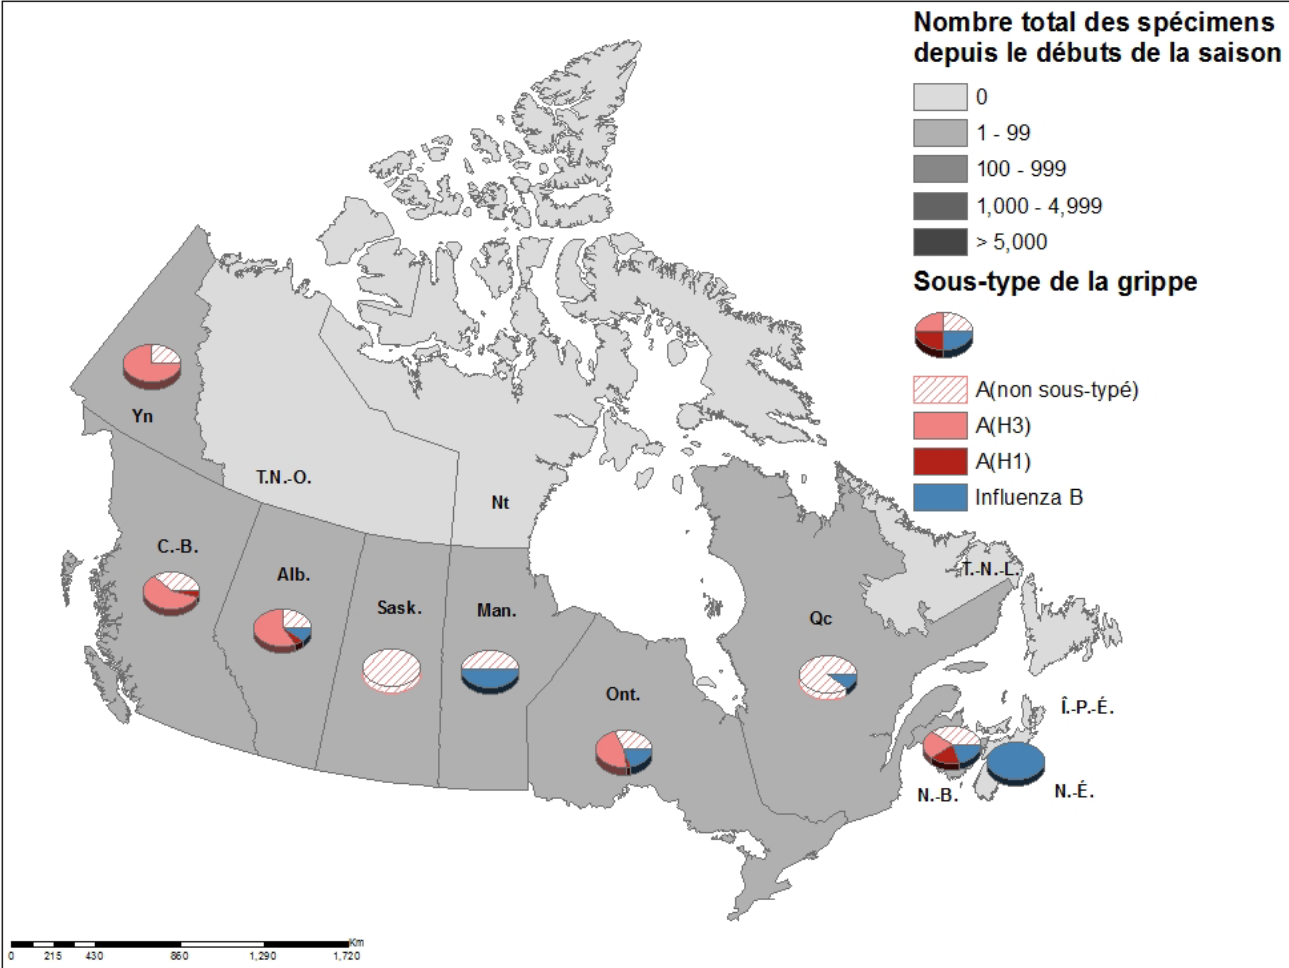 Nombre total des spécimens
depuis le débuts de la saison
0
1 - 99
100 - 999
1,000 - 4,999
> 5,000
Sous-type de la grippe
A(non sous-typé)
A(H3)
A(H1)
Influenza B
Yn
T.N.-O.
Nt
C.-B.
Alb.
Sask.
Man.
Ont.
Qc
T.-N.-L.
Î.-P.-É.
N.-B.
N.-É.
Km
0 215 430 860 1,290 1,720